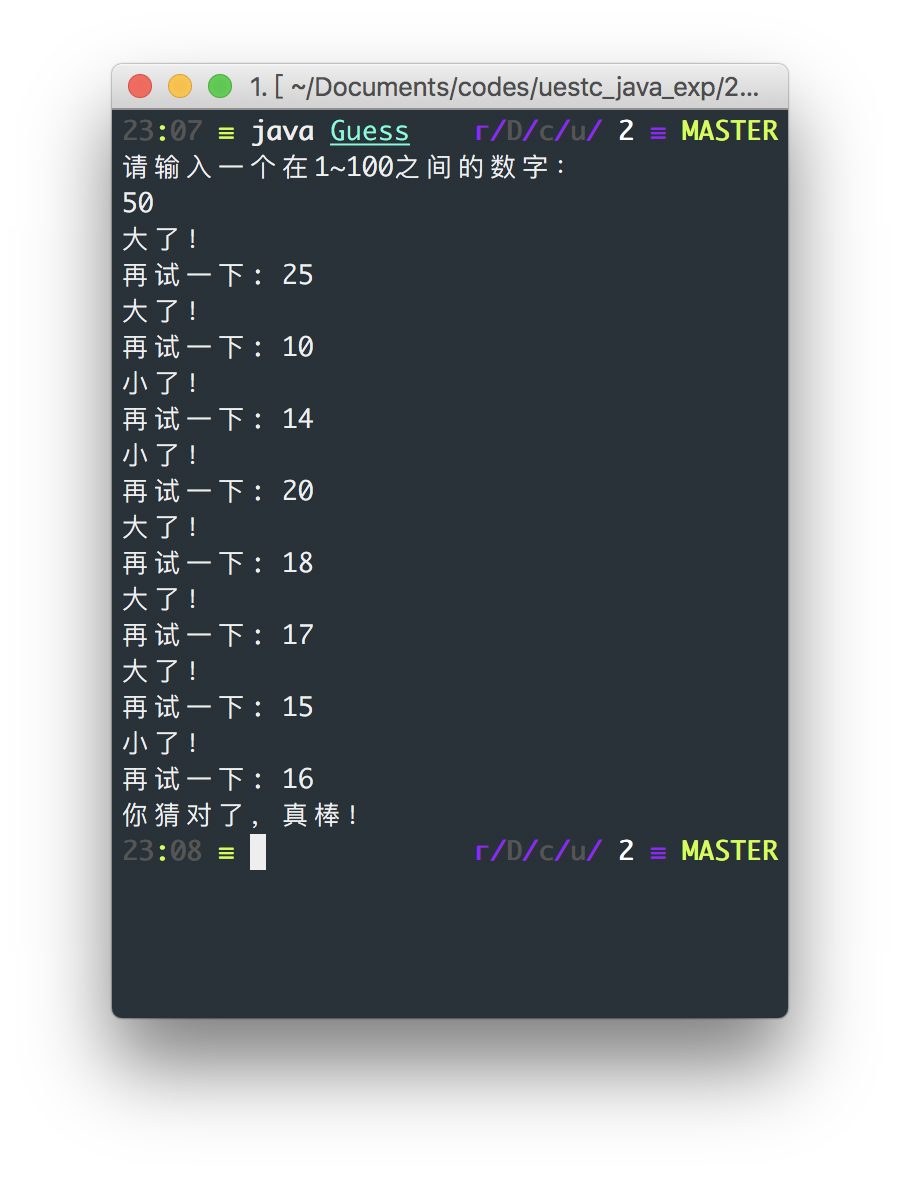 1. [ ~/Documents/codes/uestc_java_exp/2...
23:07 ≡ java Guess r/D/c/u/ 2 ≡ MASTER
请输入一个在1~100之间的数字：
50
大了！
再试一下：25
大了！
再试一下：10
小了！
再试一下：14
小了！
再试一下：20
大了！
再试一下：18
大了！
再试一下：17
大了！
再试一下：15
小了！
再试一下：16
你猜对了，真棒！
23:08 ≡ r/D/c/u/ 2 ≡ MASTER